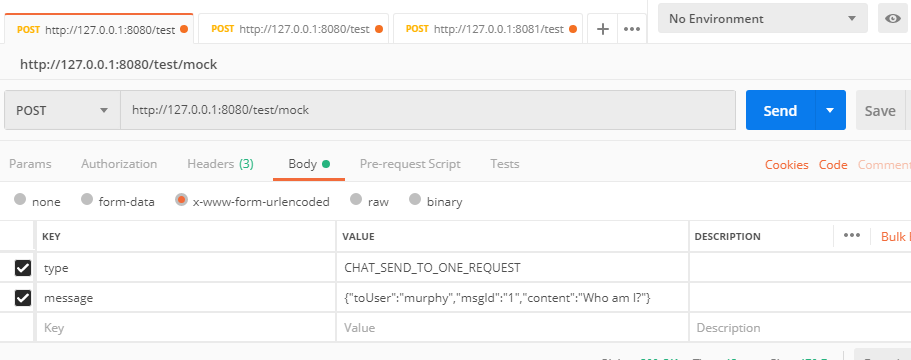 POST http://127.0.0.1:8080/test POST http://127.0.0.1:8080/test POST http://127.0.0.1:8081/test + ••• No Environment
http://127.0.0.1:8080/test/mock
POST http://127.0.0.1:8080/test/mock Send Save
Params Authorization Headers (3) Body Pre-request Script Tests Cookies Code Comment
none form-data x-www-form-urlencoded raw binary
KEY VALUE DESCRIPTION ••• Bulk
type CHAT_SEND_TO_ONE_REQUEST
message {"toUser":"murphy","msgId":"1","content":"Who am I?"}
Key Value Description